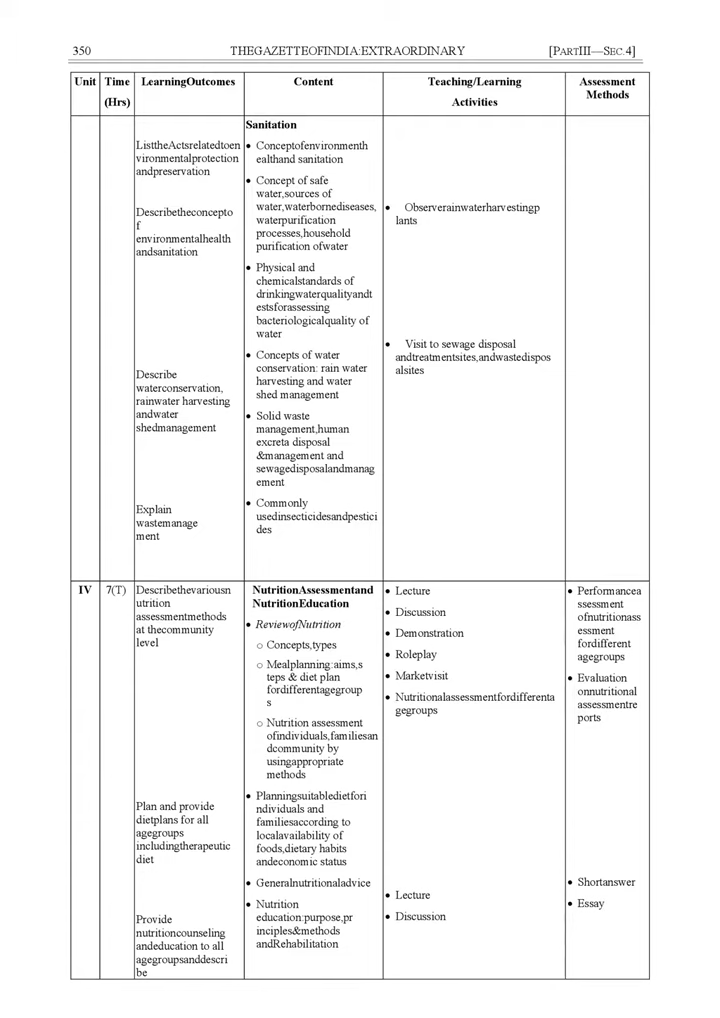 350
THEGAZETTEOFINDIA:EXTRAORDINARY
[PARTIII—SEC.4]
Unit
Time
(Hrs)
LearningOutcomes
Content
Teaching/Learning
Activities
Assessment
Methods
ListtheActsrelatedtoen
vironmentalprotection
andpreservation
Describetheconcepto
f
environmentalhealth
andsanitation
Describe
waterconservation,
rainwater harvesting
andwater
shedmanagement
Explain
wastemanage
ment
Sanitation
• Conceptofenvironmenth
ealthand sanitation
• Concept of safe
water,sources of
water,waterbornediseases,
waterpurification
processes,household
purification ofwater
• Physical and
chemicalstandards of
drinkingwaterqualityandt
estsforassessing
bacteriologicalquality of
water
• Concepts of water
conservation: rain water
harvesting and water
shed management
• Solid waste
management,human
excreta disposal
&management and
sewagedisposalandmanag
ement
• Commonly
usedinsecticidesandpestici
des
• Observerainwaterharvestingp
lants
• Visit to sewage disposal
andtreatmentsites,andwastedispos
alsites
IV
7(T)
Describethevariousn
utrition
assessmentmethods
at thecommunity
level
Plan and provide
dietplans for all
agegroups
includingtherapeutic
diet
Provide
nutritioncounseling
andeducation to all
agegroupsanddescri
be
NutritionAssessmentand
NutritionEducation
• ReviewofNutrition
o Concepts,types
o Mealplanning:aims,s
teps & diet plan
fordifferentagegroup
s
o Nutrition assessment
ofindividuals,familiesan
dcommunity by
usingappropriate
methods
• Planningsuitabledietfori
ndividuals and
familiesaccording to
localavailability of
foods,dietary habits
andeconomic status
• Generalnutritionaladvice
• Nutrition
education:purpose,pr
inciples&methods
andRehabilitation
• Lecture
• Discussion
• Demonstration
• Roleplay
• Marketvisit
• Nutritionalassessmentfordifferenta
gegroups
• Lecture
• Discussion
• Performancea
ssessment
ofnutritionass
essment
fordifferent
agegroups
• Evaluation
onnutritional
assessmentre
ports
• Shortanswer
• Essay